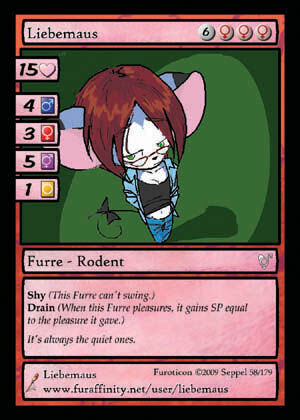 Liebemaus
6
15
4
3
5
1
Furre - Rodent
Shy (This Furre can't swing.)
Drain (When this Furre pleasures, it gains SP equal
to the pleasure it gave.)
It's always the quiet ones.
Liebemaus
Furoticon ©2009 Seppel 58/179
www.furaffinity.net/user/liebemaus